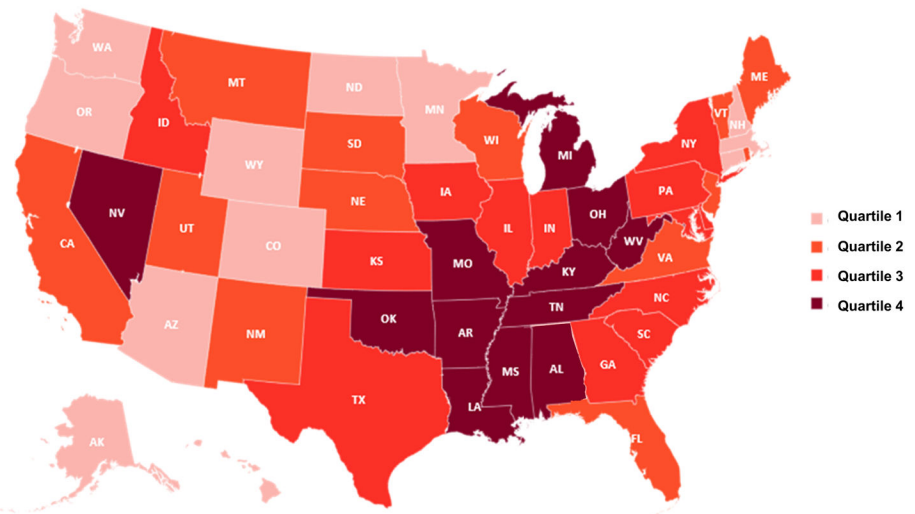 WA
ME
MT
ND
VT
MN
OR
NH
ID
SD
WI
NY
WY
MI
IA
PA
NE
NV
OH
IL
IN
UT
CO
WV
CA
VA
KS
MO
KY
NC
TN
OK
AZ
AR
NM
SC
GA
MS
AL
TX
LA
FL
AK
Quartile 1
Quartile 2
Quartile 3
Quartile 4